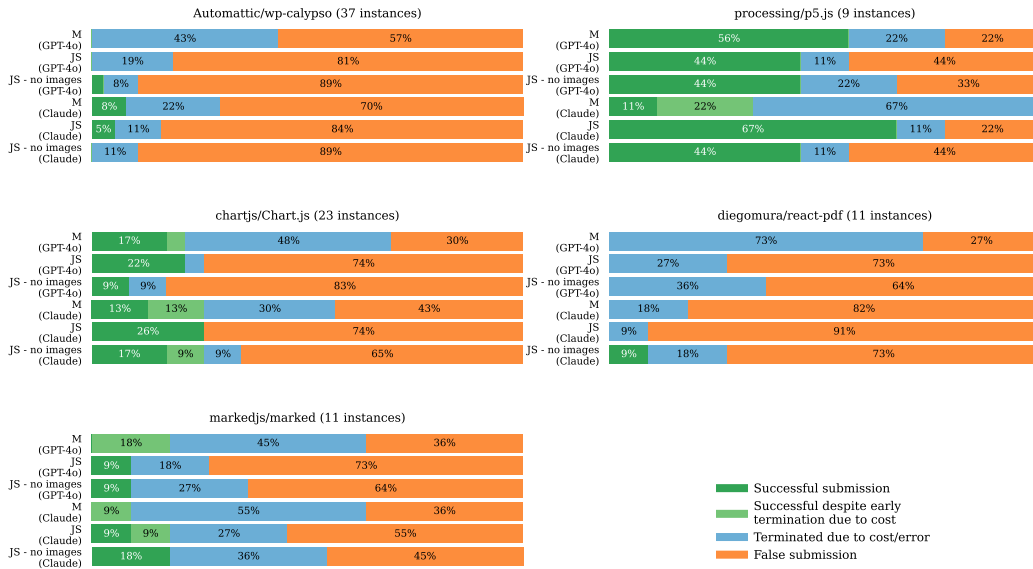 Automattic/wp-calypso (37 instances)
M
(GPT-4o)
43%
57%
JS
(GPT-4o)
19%
81%
JS - no images
(GPT-4o)
8%
89%
M
(Claude)
8%
22%
70%
JS
(Claude)
5%
11%
84%
JS - no images
(Claude)
11%
89%
processing/p5.js (9 instances)
M
(GPT-4o)
56%
22%
22%
JS
(GPT-4o)
44%
11%
44%
JS - no images
(GPT-4o)
44%
22%
33%
M
(Claude)
11%
22%
67%
JS
(Claude)
67%
11%
22%
JS - no images
(Claude)
44%
11%
44%
chartjs/Chart.js (23 instances)
M
(GPT-4o)
17%
48%
30%
JS
(GPT-4o)
22%
74%
JS - no images
(GPT-4o)
9%
9%
83%
M
(Claude)
13%
13%
30%
43%
JS
(Claude)
26%
74%
JS - no images
(Claude)
17%
9%
9%
65%
diegomura/react-pdf (11 instances)
M
(GPT-4o)
73%
27%
JS
(GPT-4o)
27%
73%
JS - no images
(GPT-4o)
36%
64%
M
(Claude)
18%
82%
JS
(Claude)
9%
91%
JS - no images
(Claude)
9%
18%
73%
markedjs/marked (11 instances)
M
(GPT-4o)
18%
45%
36%
JS
(GPT-4o)
9%
18%
73%
JS - no images
(GPT-4o)
9%
27%
64%
M
(Claude)
9%
55%
36%
JS
(Claude)
9%
9%
27%
55%
JS - no images
(Claude)
18%
36%
45%
Successful submission
Successful despite early
termination due to cost
Terminated due to cost/error
False submission